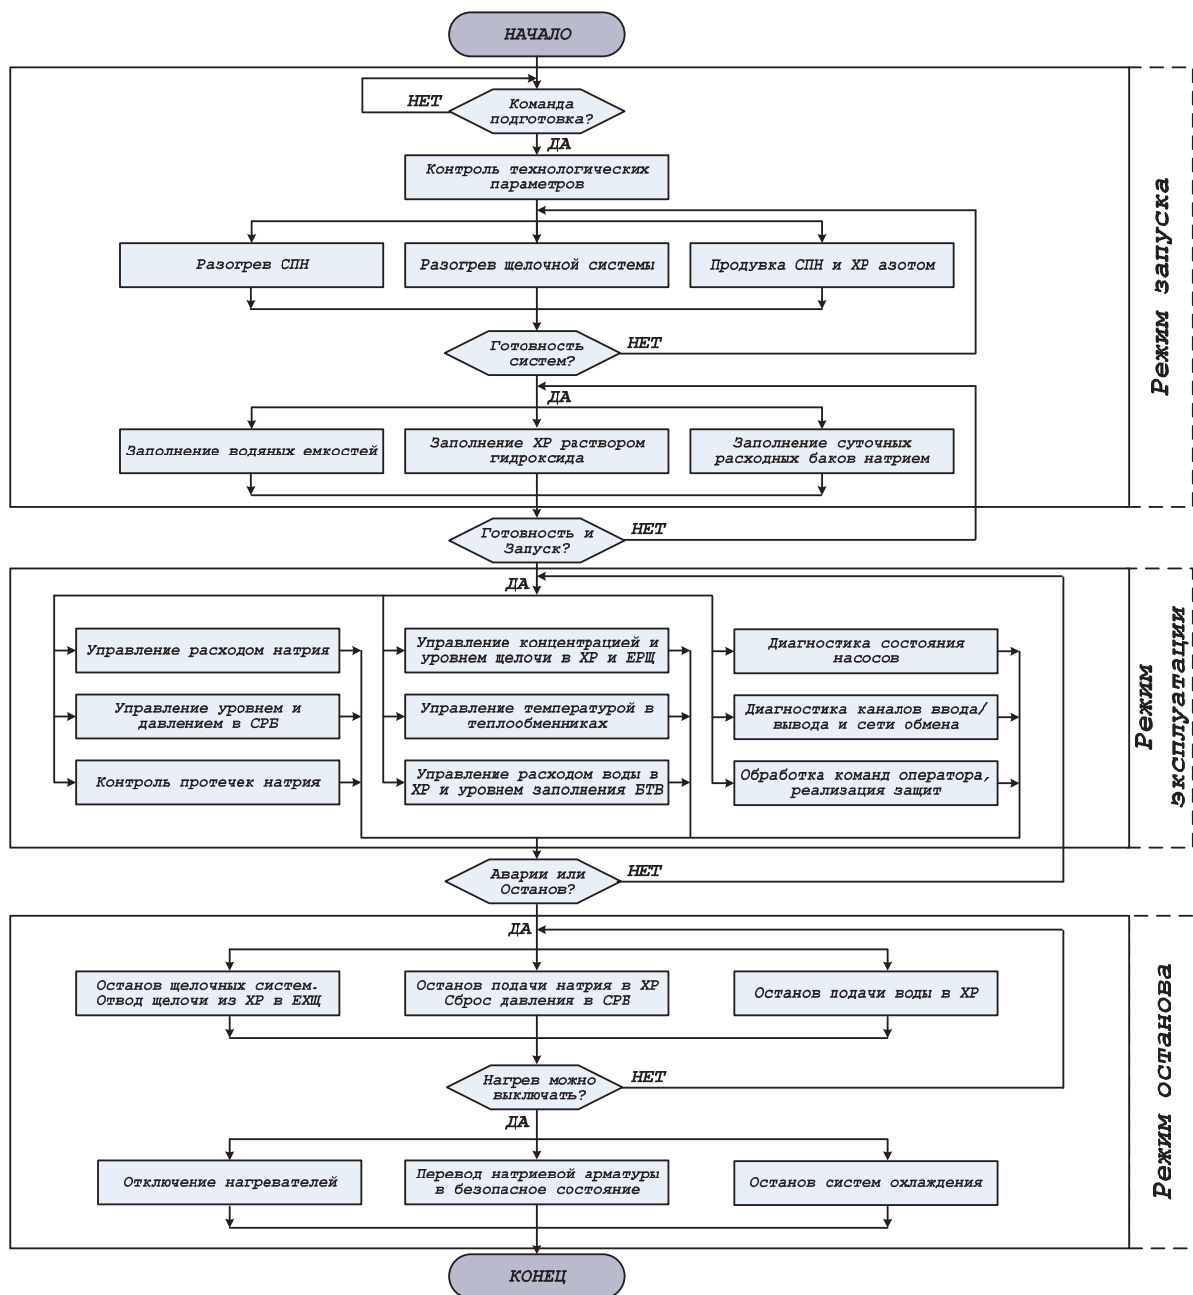 НАЧАЛО
НЕТ
Команда
подготовка?
ДА
Контроль технологических
параметров
Разогрев СПН
Разогрев щелочной системы
Продувка СПН и ХР азотом
Готовность
систем?
НЕТ
ДА
Заполнение водяных емкостей
Заполнение ХР раствором
гидроксида
Заполнение суточных
расходных баков натрием
Режим запуска
Готовность и
Запуск?
НЕТ
ДА
Управление расходом натрия
Управление концентрацией и
уровнем щелочи в ХР и ЕРЩ
Диагностика состояния
насосов
Управление уровнем и
давлением в СРБ
Управление температурой в
теплообменниках
Диагностика каналов ввода/
вывода и сети обмена
Контроль протечек натрия
Управление расходом воды в
ХР и уровнем заполнения БТВ
Обработка команд оператора,
реализация защит
Режим
эксплуатации
Аварии или
Останов?
НЕТ
ДА
Останов щелочных систем.
Отвод щелочи из ХР в ЕХЩ
Останов подачи натрия в ХР
Сброс давления в СРБ
Останов подачи воды в ХР
Нагрев можно
выключать?
НЕТ
ДА
Отключение нагревателей
Перевод натриевой арматуры
в безопасное состояние
Останов систем охлаждения
Режим останова
КОНЕЦ